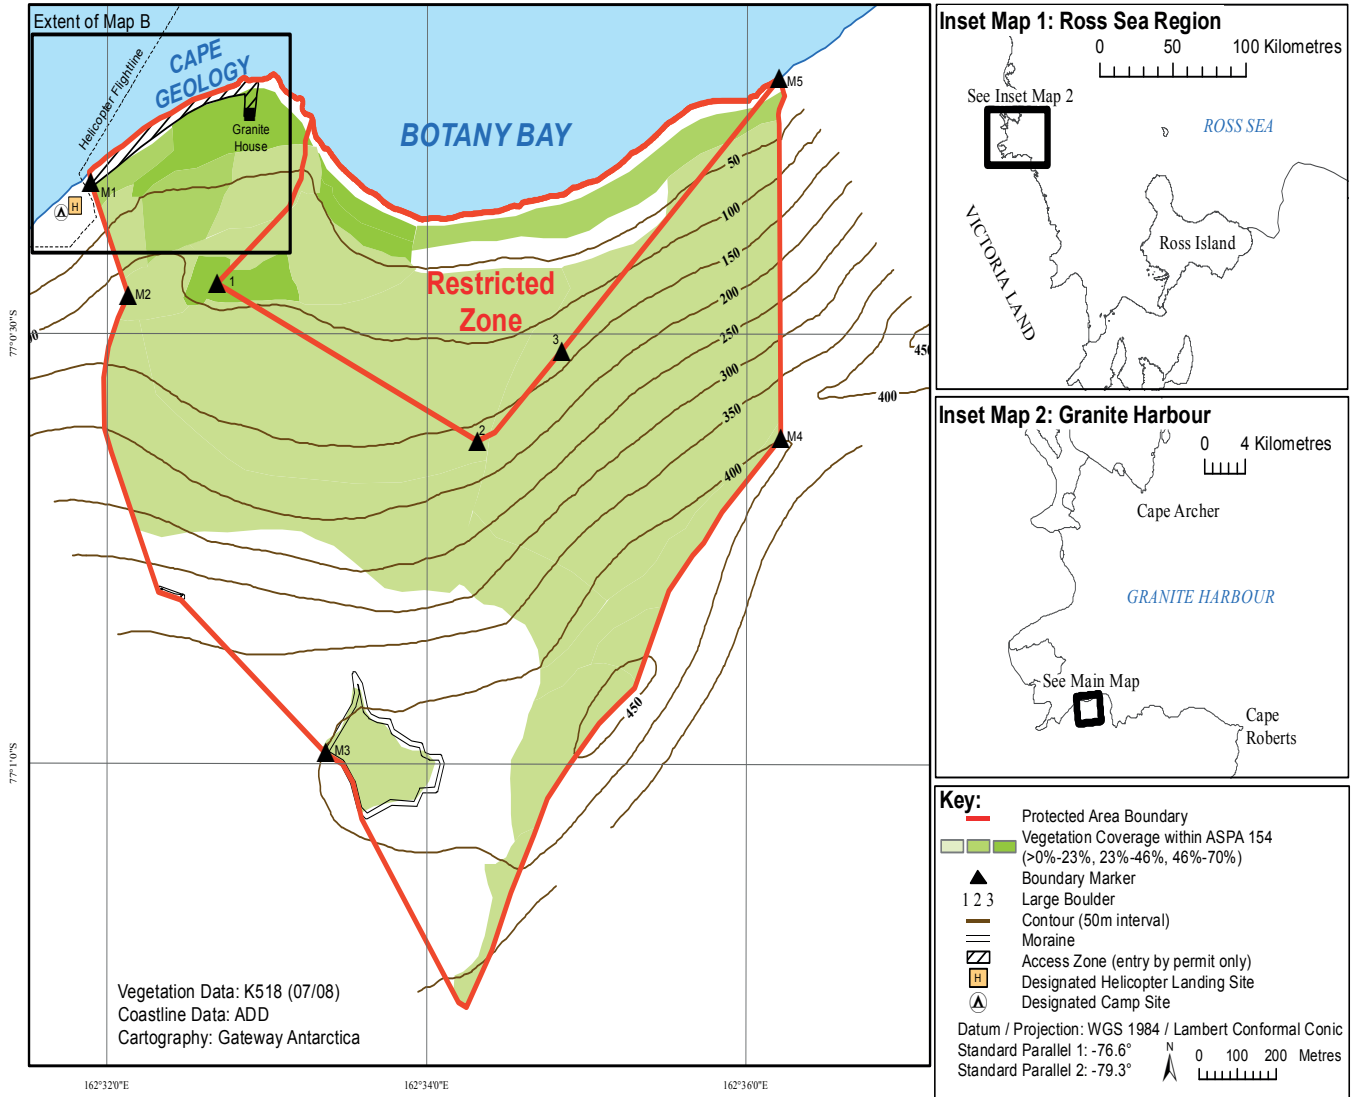 Extent of Map B
Helicopter Flightline
CAPE
GEOLOGY
Granite
House
BOTANY BAY
M5
M1
H
M2
1
Restricted
Zone
3
2
M4
M3
50
100
150
200
250
300
350
400
450
450
400
00
77°0'30"S
77°1'0"S
162°32'0"E
162°34'0"E
162°36'0"E
Vegetation Data: K518 (07/08)
Coastline Data: ADD
Cartography: Gateway Antarctica
Inset Map 1: Ross Sea Region
0 50 100 Kilometres
See Inset Map 2
ROSS SEA
VICTORIA LAND
Ross Island
Inset Map 2: Granite Harbour
0 4 Kilometres
Cape Archer
GRANITE HARBOUR
See Main Map
Cape
Roberts
Key:
Protected Area Boundary
Vegetation Coverage within ASPA 154
(>0%-23%, 23%-46%, 46%-70%)
Boundary Marker
1 2 3 Large Boulder
Contour (50m interval)
Moraine
Access Zone (entry by permit only)
H Designated Helicopter Landing Site
Designated Camp Site
Datum / Projection: WGS 1984 / Lambert Conformal Conic
Standard Parallel 1: -76.6°
Standard Parallel 2: -79.3°
N
0 100 200 Metres